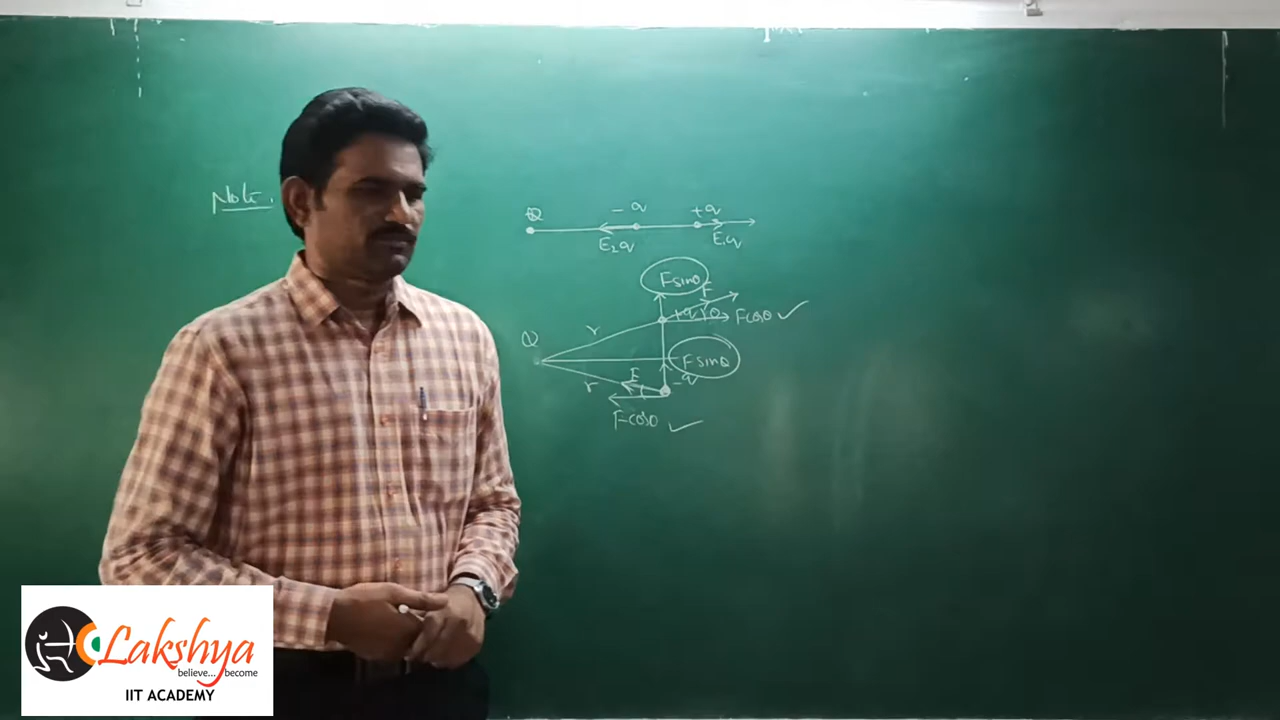 Note.
Q -q +q
E₂q E₁q
F sinθ
F
+q θ F cosθ ✓
r
Q
F sinθ
F -q
r
F cosθ ✓
Lakshya
believe... become
IIT ACADEMY